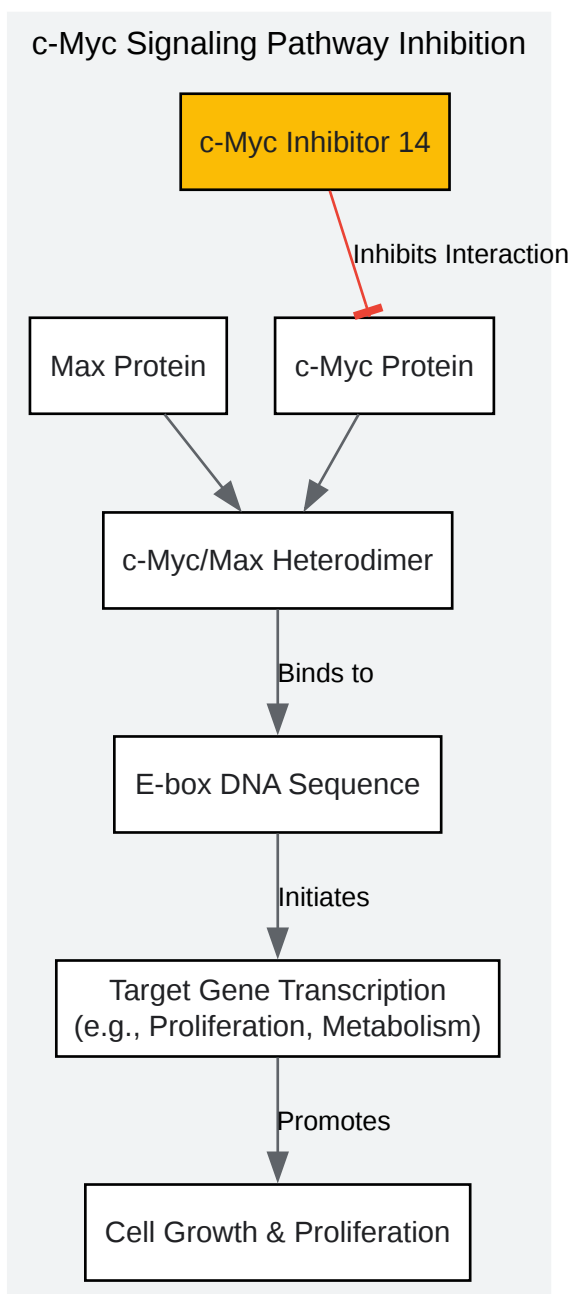 c-Myc Signaling Pathway Inhibition
c-Myc Inhibitor 14
Inhibits Interaction
Max Protein
c-Myc Protein
c-Myc/Max Heterodimer
Binds to
E-box DNA Sequence
Initiates
Target Gene Transcription
(e.g., Proliferation, Metabolism)
Promotes
Cell Growth & Proliferation